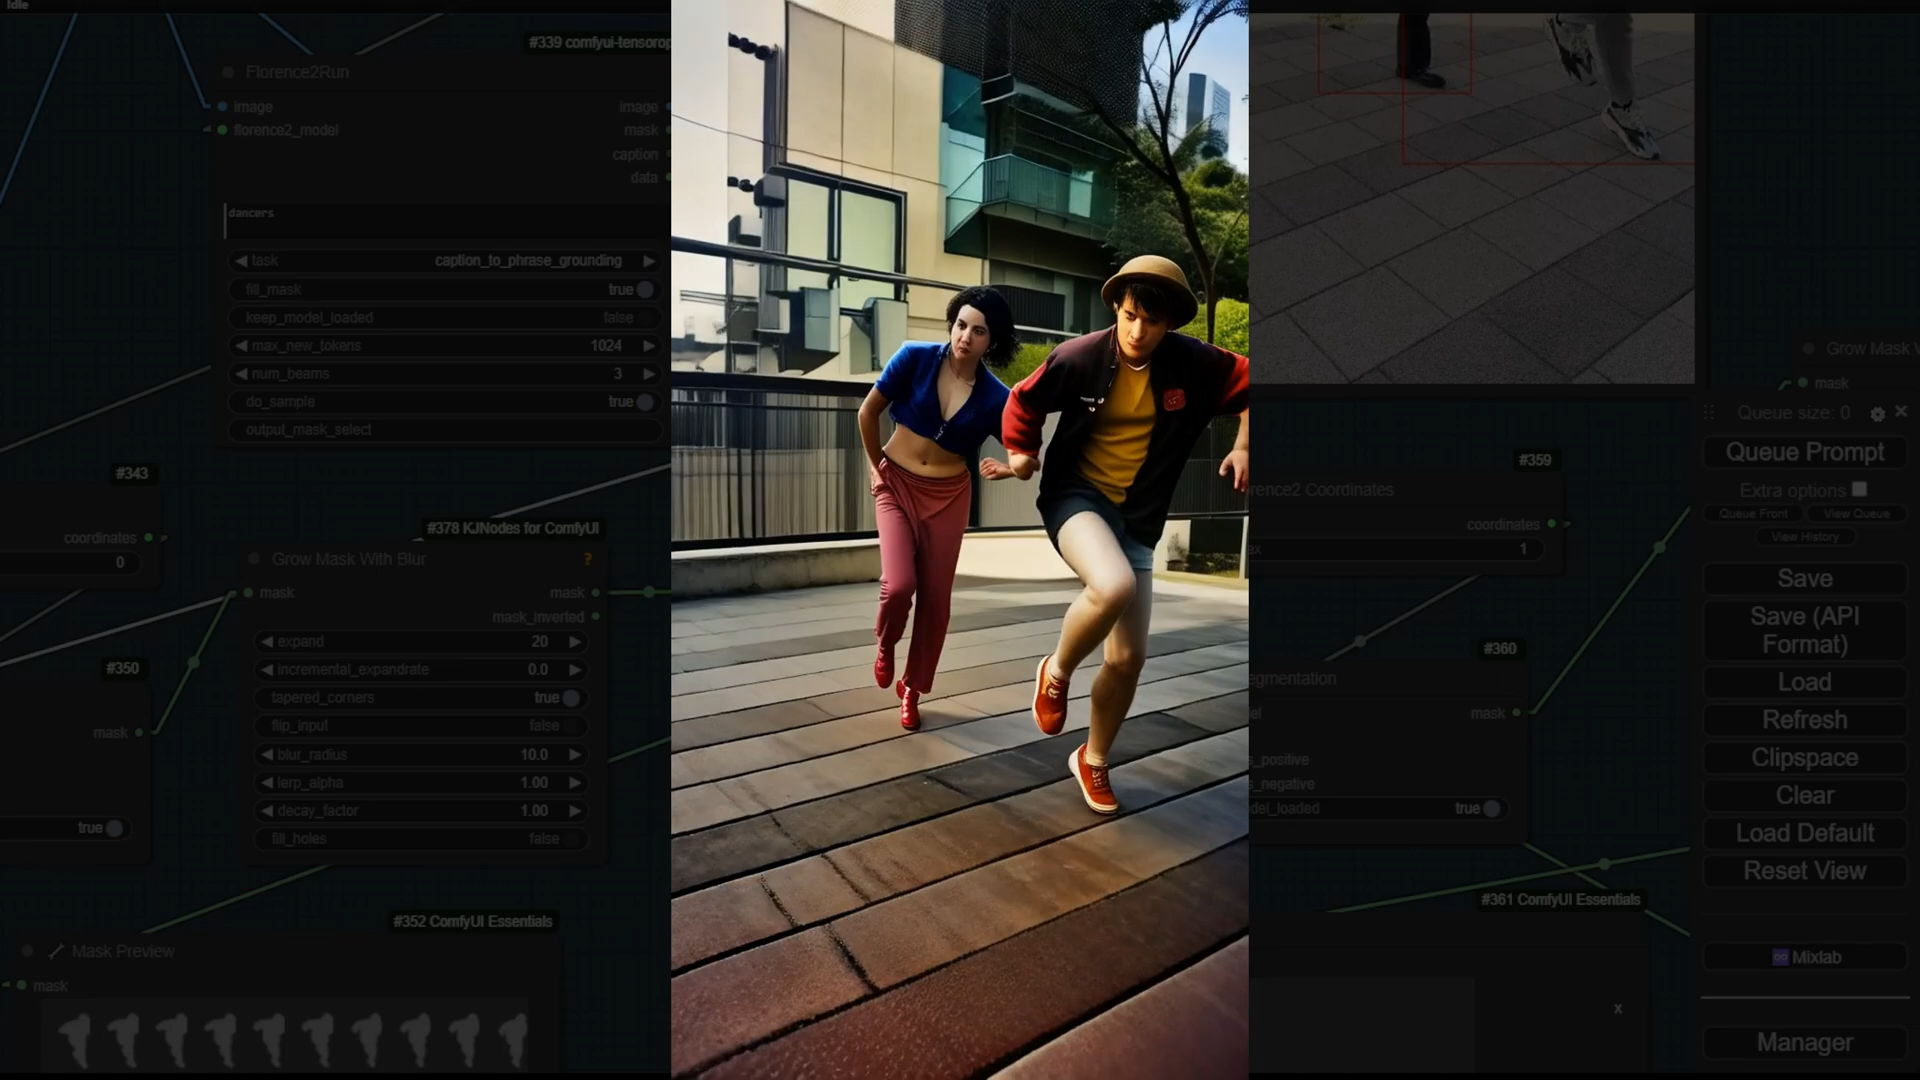 Idle
#339 comfyui-tensorop
Florence2Run
image
image
florence2_model
mask
caption
data
dancers
task
caption_to_phrase_grounding
fill_mask
true
keep_model_loaded
false
max_new_tokens
1024
num_beams
3
do_sample
true
output_mask_select
#343
coordinates
0
#378 KJNodes for ComfyUI
Grow Mask With Blur
?
mask
mask
mask_inverted
expand
20
incremental_expandrate
0.0
tapered_corners
true
flip_input
false
blur_radius
10.0
lerp_alpha
1.00
decay_factor
1.00
fill_holes
false
#350
mask
true
#352 ComfyUI Essentials
Mask Preview
mask
#359
rence2 Coordinates
coordinates
ex
1
#360
egmentation
el
mask
s_positive
s_negative
del_loaded
true
#361 ComfyUI Essentials
x
Grow Mask V
mask
Queue size: 0
Queue Prompt
Extra options
Queue Front
View Queue
View History
Save
Save (API
Format)
Load
Refresh
Clipspace
Clear
Load Default
Reset View
Mixlab
Manager